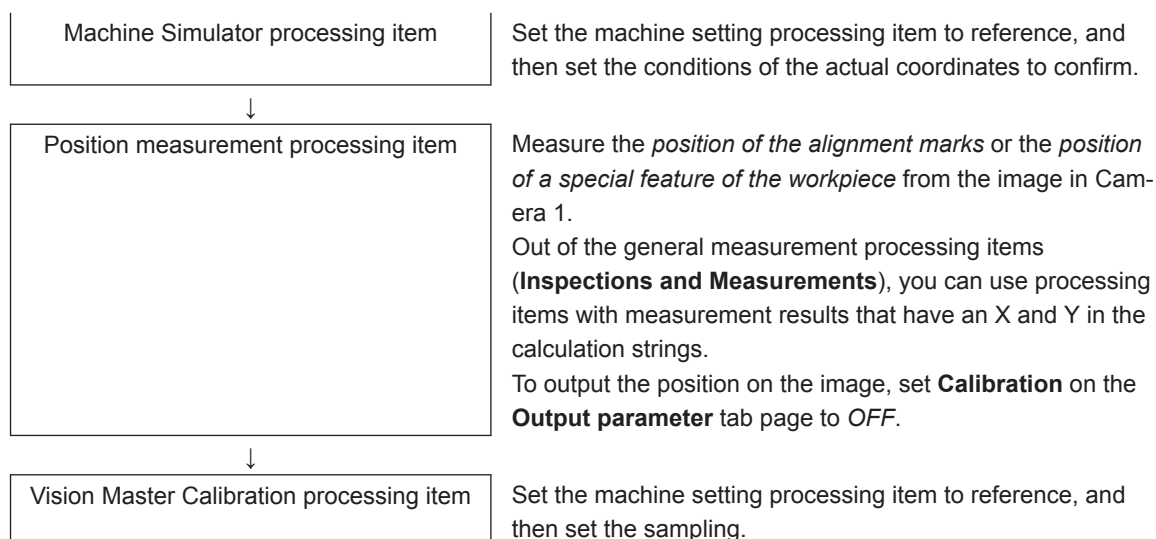 Machine Simulator processing item
Set the machine setting processing item to reference, and
then set the conditions of the actual coordinates to confirm.
↓
Position measurement processing item
Measure the position of the alignment marks or the position
of a special feature of the workpiece from the image in Cam-
era 1.
Out of the general measurement processing items
(Inspections and Measurements), you can use processing
items with measurement results that have an X and Y in the
calculation strings.
To output the position on the image, set Calibration on the
Output parameter tab page to OFF.
↓
Vision Master Calibration processing item
Set the machine setting processing item to reference, and
then set the sampling.